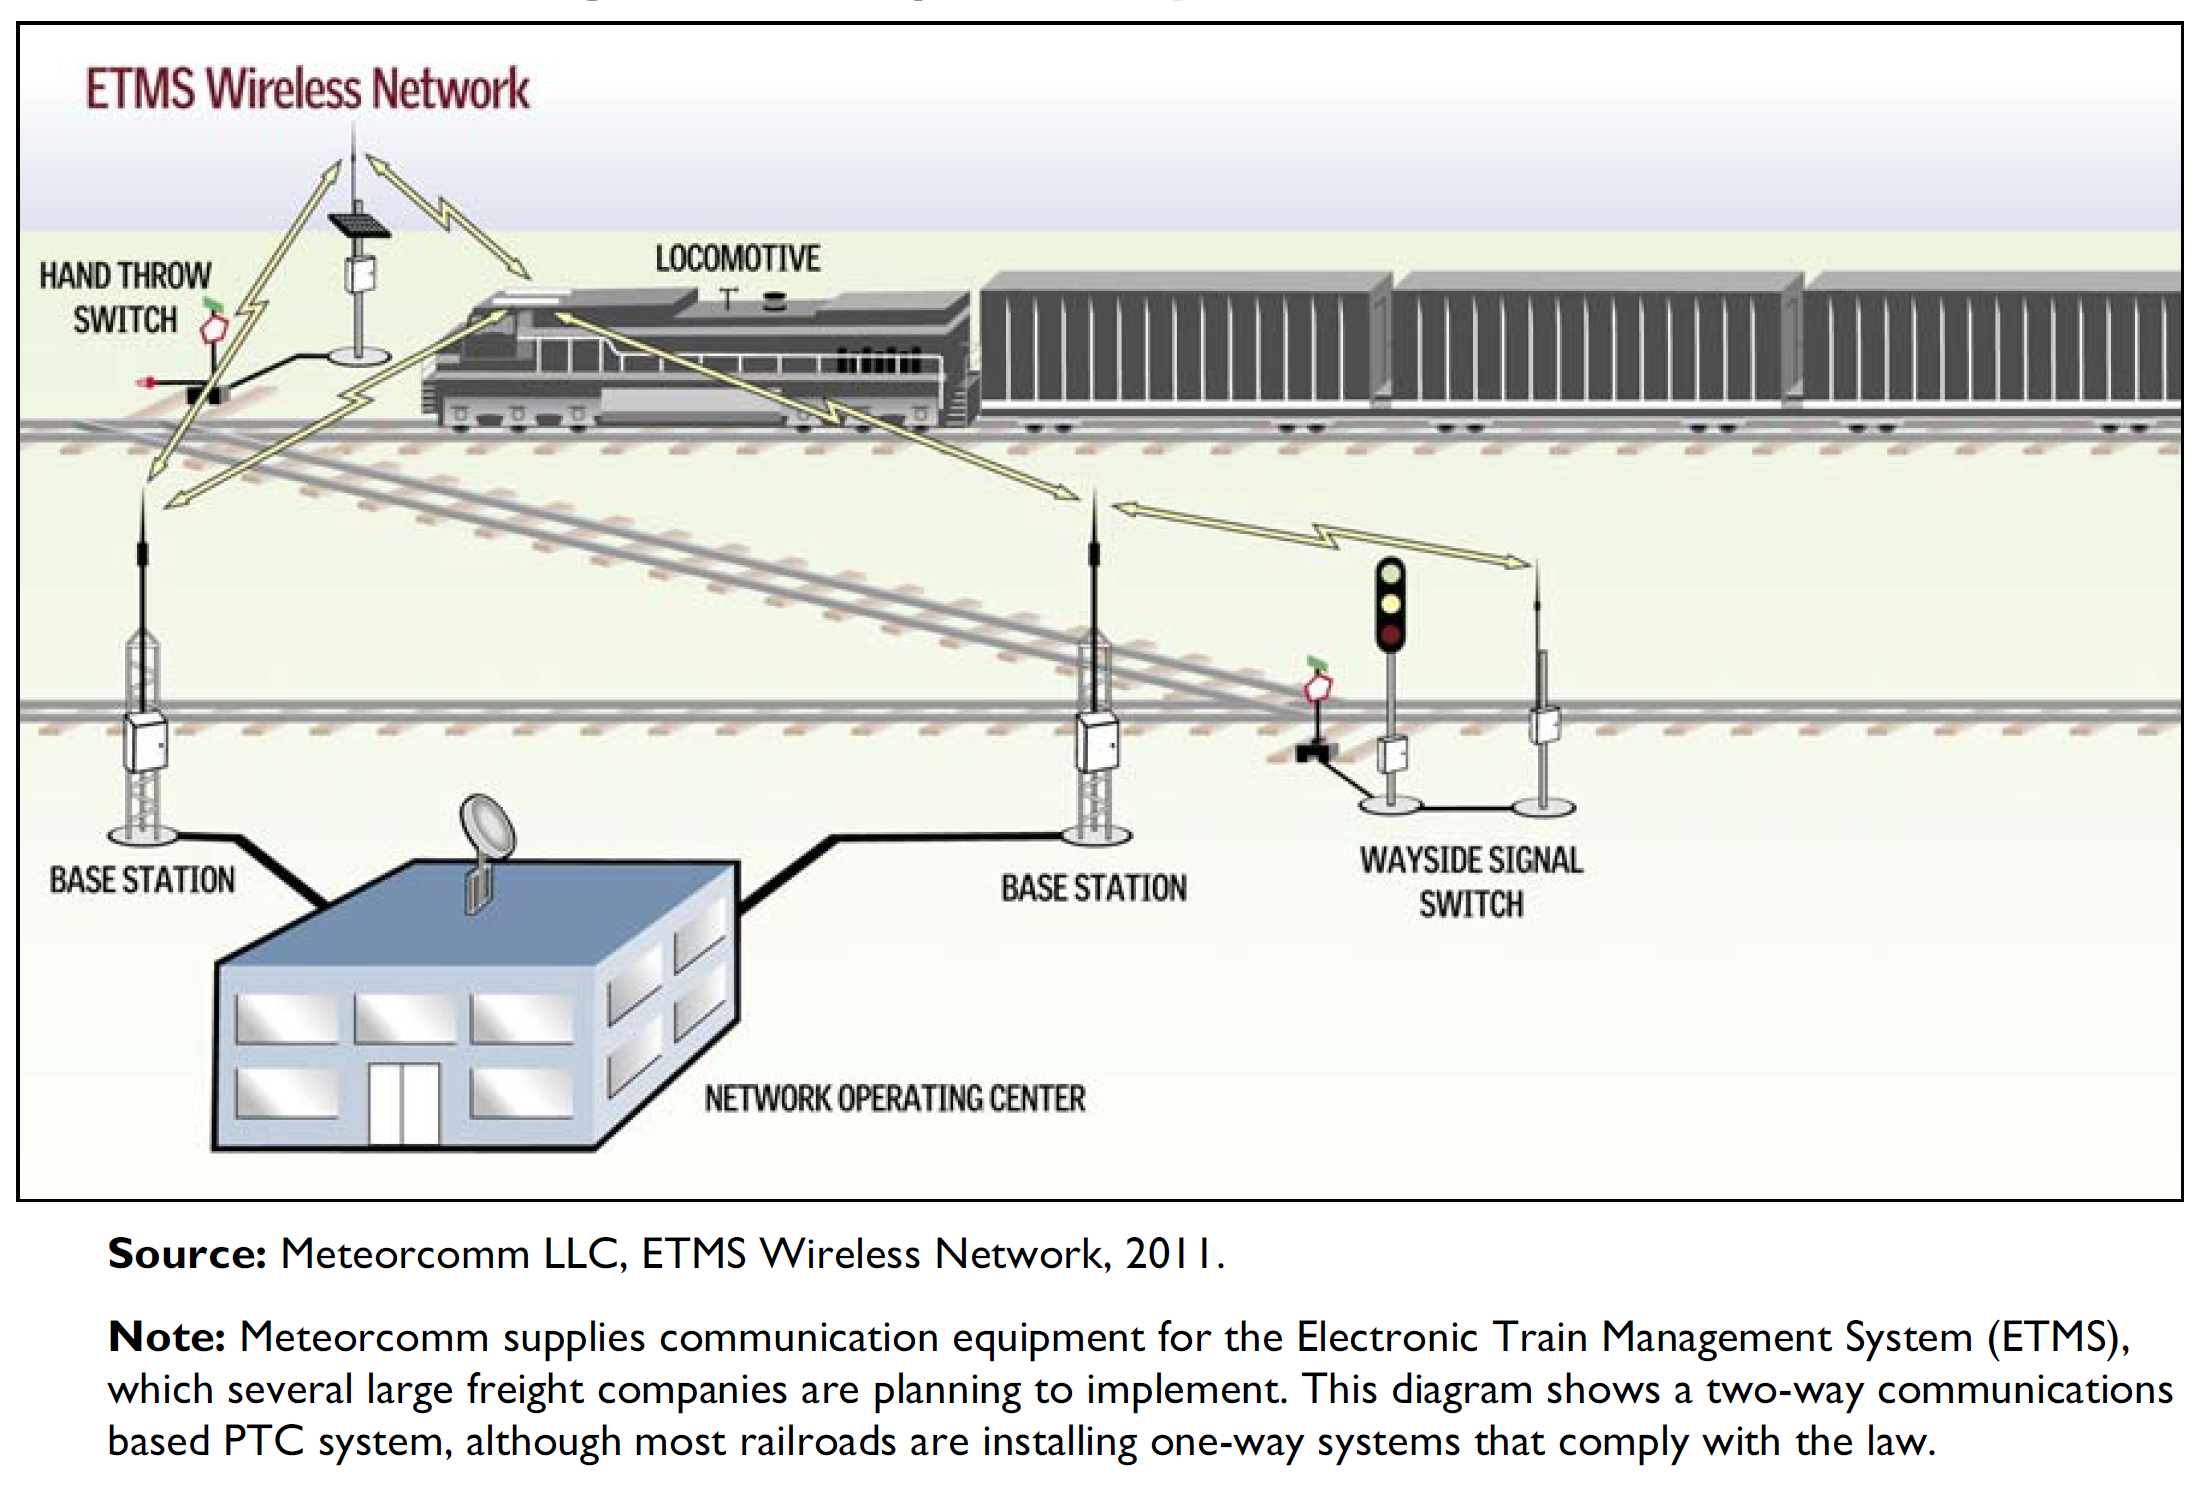 ETMS Wireless Network
LOCOMOTIVE
HAND THROW
SWITCH
BASE STATION
BASE STATION
WAYSIDE SIGNAL
SWITCH
NETWORK OPERATING CENTER
Source: Meteorcomm LLC, ETMS Wireless Network, 2011.
Note: Meteorcomm supplies communication equipment for the Electronic Train Management System (ETMS),
which several large freight companies are planning to implement. This diagram shows a two-way communications
based PTC system, although most railroads are installing one-way systems that comply with the law.